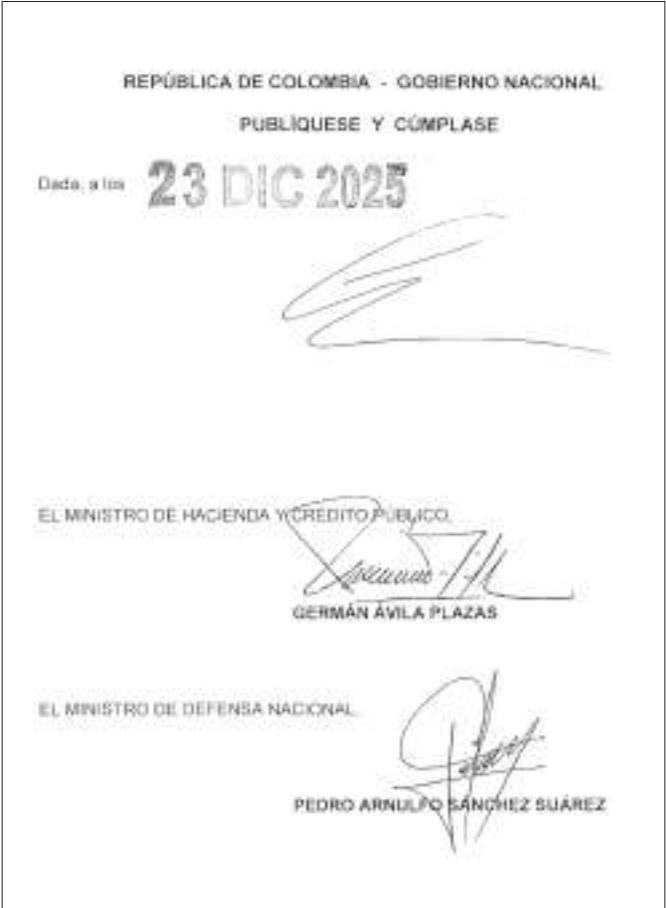 REPÚBLICA DE COLOMBIA - GOBIERNO NACIONAL
PUBLÍQUESE Y CÚMPLASE
Dada, a los 23 DIC 2025
EL MINISTRO DE HACIENDA Y CRÉDITO PÚBLICO,
GERMÁN ÁVILA PLAZAS
EL MINISTRO DE DEFENSA NACIONAL,
PEDRO ARNULFO SÁNCHEZ SUÁREZ